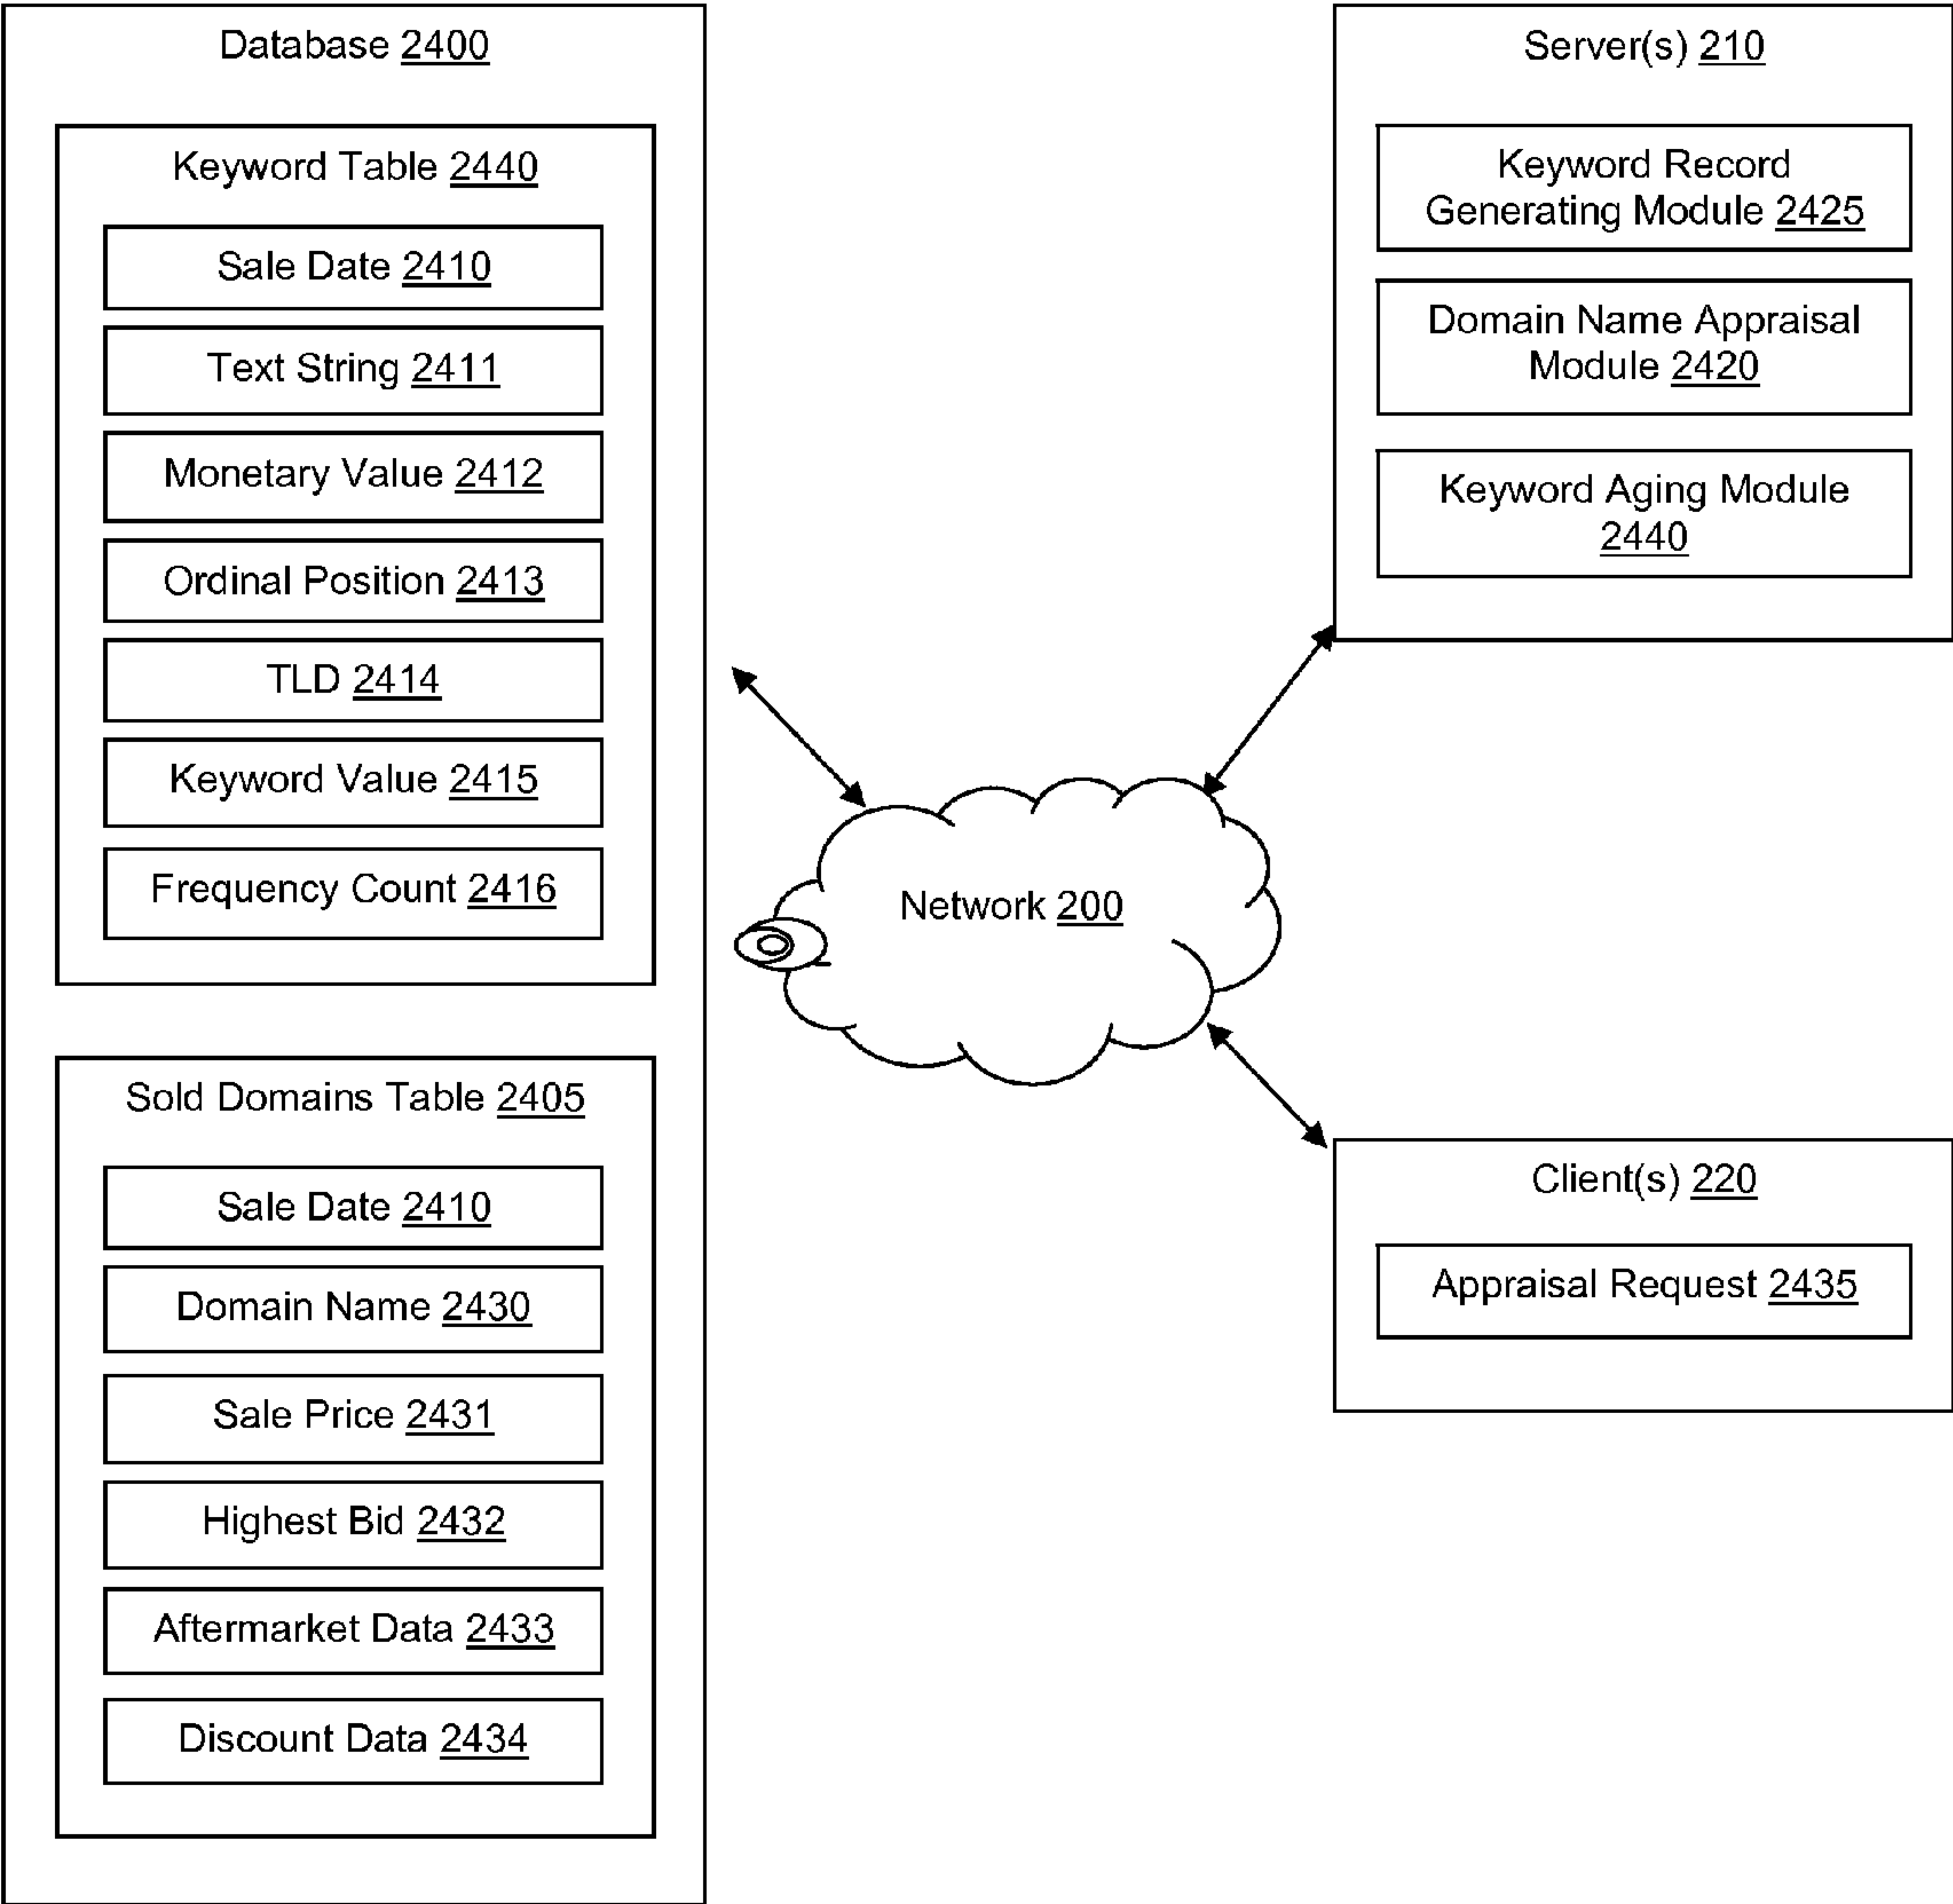 Database 2400
Keyword Table 2440
Sale Date 2410
Text String 2411
Monetary Value 2412
Ordinal Position 2413
TLD 2414
Keyword Value 2415
Frequency Count 2416
Sold Domains Table 2405
Sale Date 2410
Domain Name 2430
Sale Price 2431
Highest Bid 2432
Aftermarket Data 2433
Discount Data 2434
Network 200
Server(s) 210
Keyword Record
Generating Module 2425
Domain Name Appraisal
Module 2420
Keyword Aging Module
2440
Client(s) 220
Appraisal Request 2435